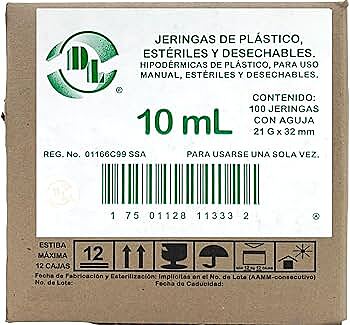 JERINGAS DE PLÁSTICO,
ESTÉRILES Y DESECHABLES.
HIPODÉRMICAS DE PLÁSTICO, PARA USO
MANUAL, ESTÉRILES Y DESECHABLES.
DL
®
10 mL
CONTENIDO:
100 JERINGAS
CON AGUJA
21 G x 32 mm
REG. No. 01166C99 SSA
PARA USARSE UNA SOLA VEZ.
1 75 01128 11333 2
®
ESTIBA
MÁXIMA
12 CAJAS
12
Fecha de Fabricación y Esterilización: Implícitas en el No. de Lote (AAMM-consecutivo)
No. de Lote:
Fecha de Caducidad: